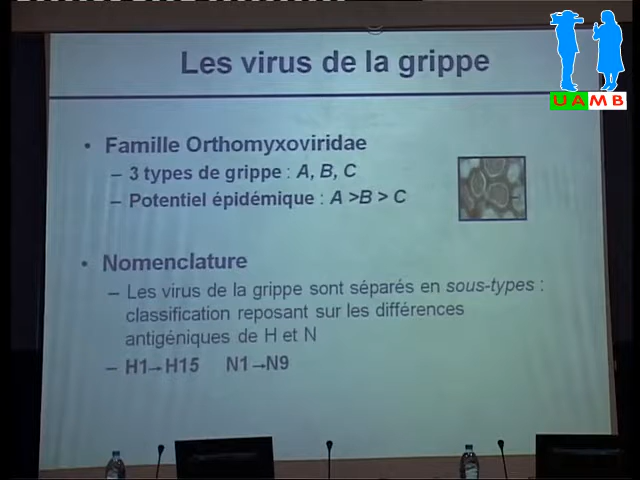 Les virus de la grippe
UAMB
• Famille Orthomyxoviridae
– 3 types de grippe : A, B, C
– Potentiel épidémique : A >B > C
• Nomenclature
– Les virus de la grippe sont séparés en sous-types :
classification reposant sur les différences
antigéniques de H et N
– H1→H15 N1→N9